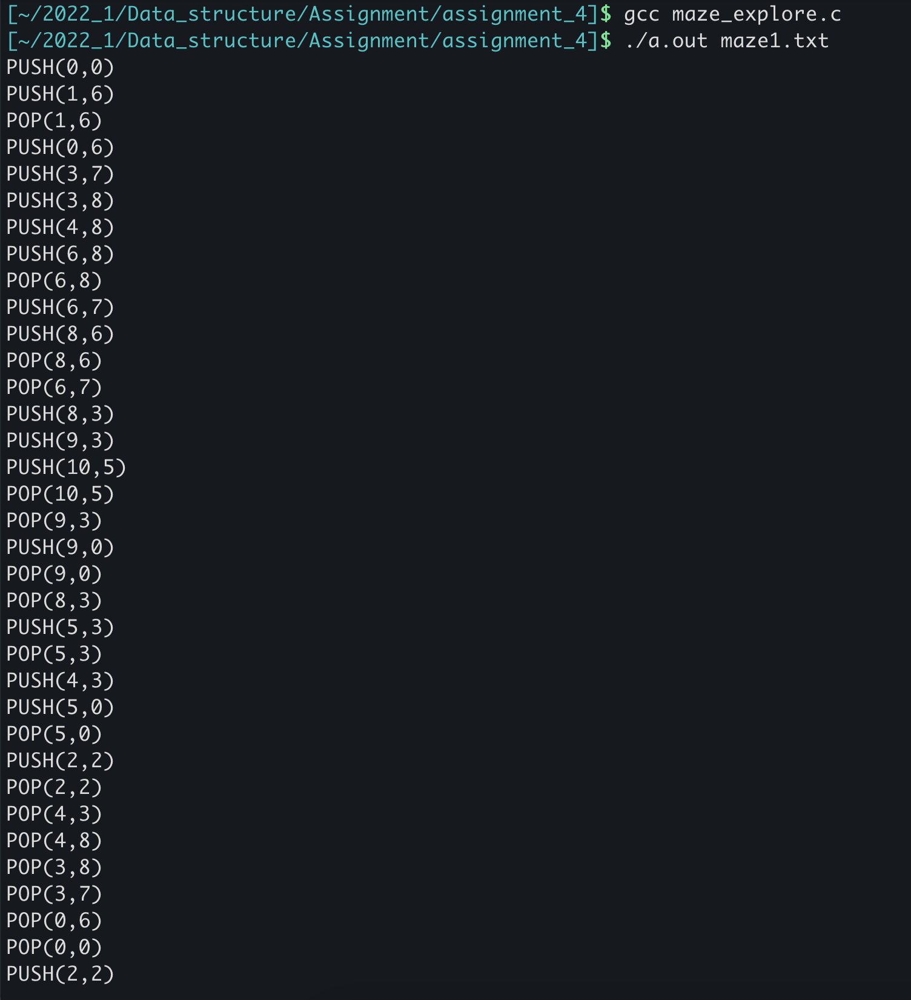 [~/2022_1/Data_structure/Assignment/assignment_4]$ gcc maze_explore.c
[~/2022_1/Data_structure/Assignment/assignment_4]$ ./a.out maze1.txt
PUSH(0,0)
PUSH(1,6)
POP(1,6)
PUSH(0,6)
PUSH(3,7)
PUSH(3,8)
PUSH(4,8)
PUSH(6,8)
POP(6,8)
PUSH(6,7)
PUSH(8,6)
POP(8,6)
POP(6,7)
PUSH(8,3)
PUSH(9,3)
PUSH(10,5)
POP(10,5)
POP(9,3)
PUSH(9,0)
POP(9,0)
POP(8,3)
PUSH(5,3)
POP(5,3)
PUSH(4,3)
PUSH(5,0)
POP(5,0)
PUSH(2,2)
POP(2,2)
POP(4,3)
POP(4,8)
POP(3,8)
POP(3,7)
POP(0,6)
POP(0,0)
PUSH(2,2)